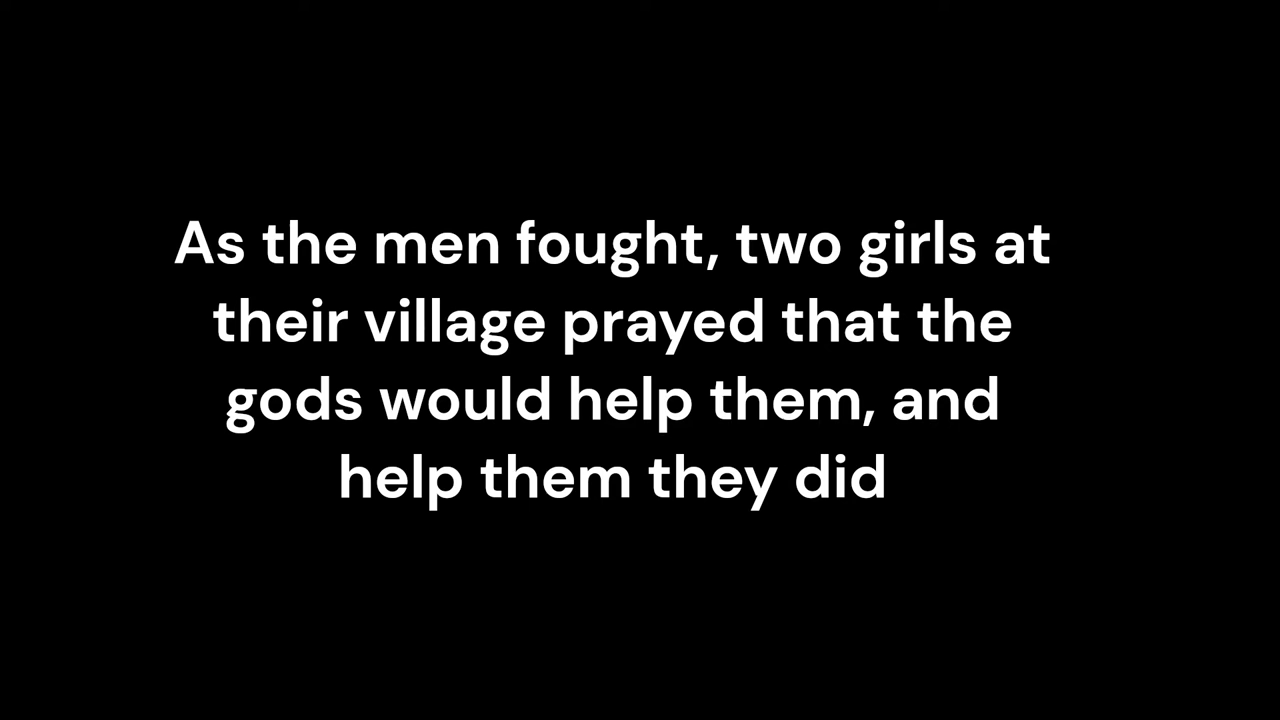 As the men fought, two girls at
their village prayed that the
gods would help them, and
help them they did